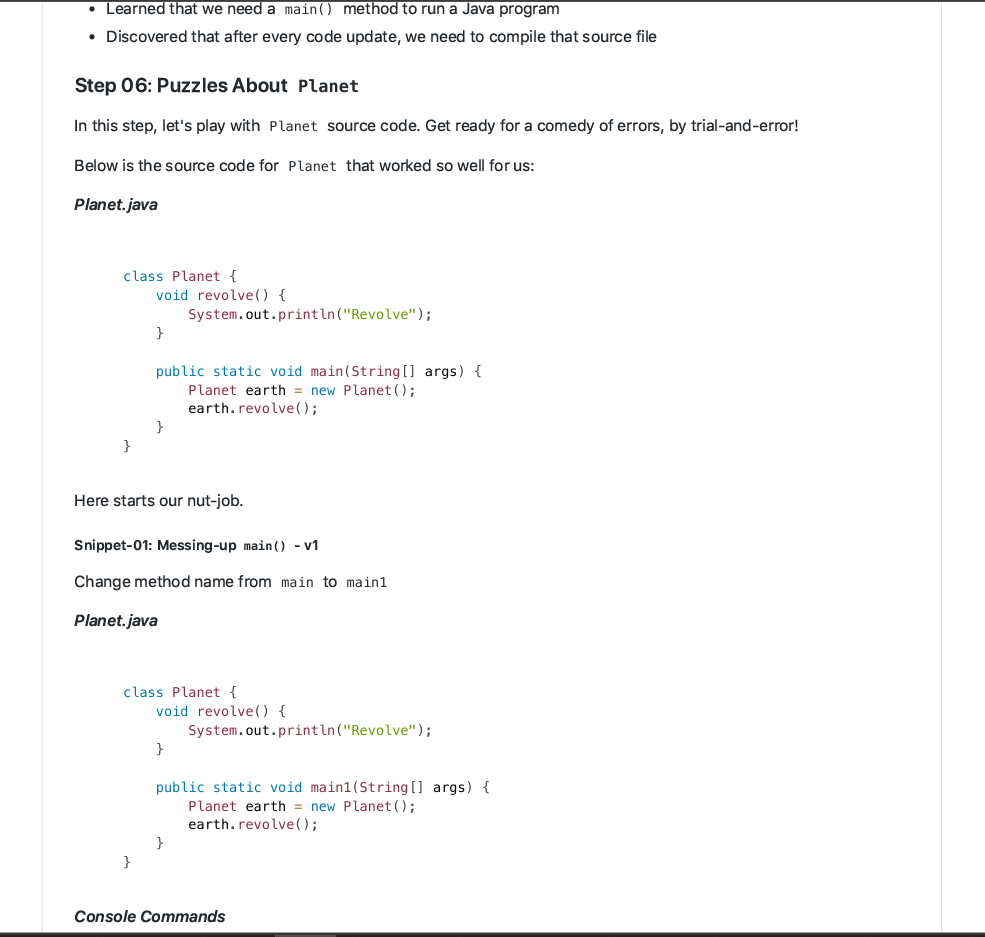 • Learned that we need a main() method to run a Java program
• Discovered that after every code update, we need to compile that source file
Step 06: Puzzles About Planet
In this step, let's play with Planet source code. Get ready for a comedy of errors, by trial-and-error!
Below is the source code for Planet that worked so well for us:
Planet.java
class Planet {
    void revolve() {
        System.out.println("Revolve");
    }
    public static void main(String[] args) {
        Planet earth = new Planet();
        earth.revolve();
    }
}
Here starts our nut-job.
Snippet-01: Messing-up main() - v1
Change method name from main to main1
Planet.java
class Planet {
    void revolve() {
        System.out.println("Revolve");
    }
    public static void main1(String[] args) {
        Planet earth = new Planet();
        earth.revolve();
    }
}
Console Commands